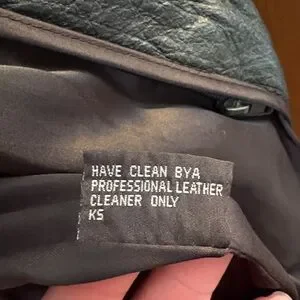 HAVE CLEAN BYA
PROFESSIONAL LEATHER
CLEANER ONLY
KS